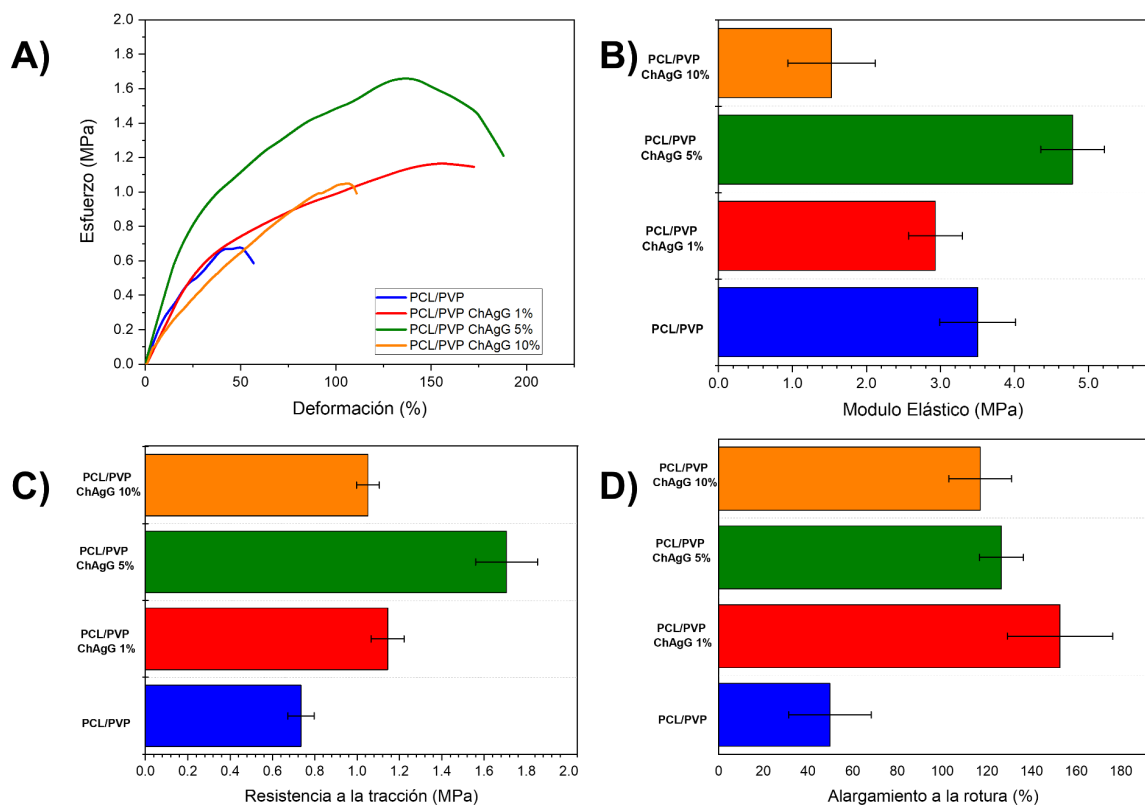 A)
2.0
1.8
1.6
1.4
1.2
1.0
0.8
0.6
0.4
0.2
0.0
Esfuerzo (MPa)
PCL/PVP
PCL/PVP ChAgG 1%
PCL/PVP ChAgG 5%
PCL/PVP ChAgG 10%
0
50
100
150
200
Deformación (%)
B)
PCL/PVP
ChAgG 10%
PCL/PVP
ChAgG 5%
PCL/PVP
ChAgG 1%
PCL/PVP
0.0
1.0
2.0
3.0
4.0
5.0
Modulo Elástico (MPa)
C)
PCL/PVP
ChAgG 10%
PCL/PVP
ChAgG 5%
PCL/PVP
ChAgG 1%
PCL/PVP
0.0
0.2
0.4
0.6
0.8
1.0
1.2
1.4
1.6
1.8
2.0
Resistencia a la tracción (MPa)
D)
PCL/PVP
ChAgG 10%
PCL/PVP
ChAgG 5%
PCL/PVP
ChAgG 1%
PCL/PVP
0
20
40
60
80
100
120
140
160
180
Alargamiento a la rotura (%)